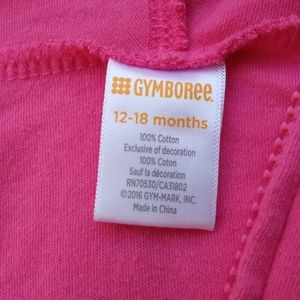 GYMBOREE.
12-18 months
100% Cotton
Exclusive of decoration
100% Coton
Sauf la décoration
RN70530/CA31802
©2016 GYM-MARK, INC.
Made in China